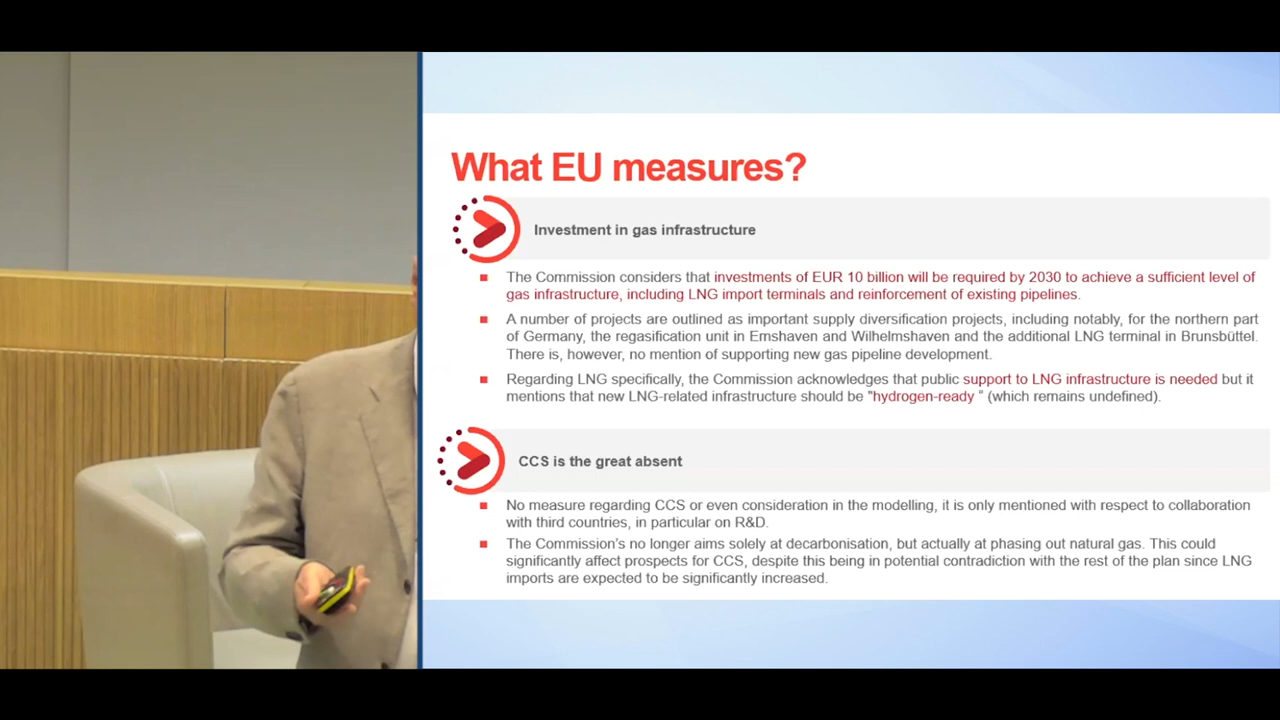 What EU measures?
Investment in gas infrastructure
The Commission considers that investments of EUR 10 billion will be required by 2030 to achieve a sufficient level of
gas infrastructure, including LNG import terminals and reinforcement of existing pipelines.
A number of projects are outlined as important supply diversification projects, including notably, for the northern part
of Germany, the regasification unit in Emshaven and Wilhelmshaven and the additional LNG terminal in Brunsbüttel.
There is, however, no mention of supporting new gas pipeline development.
Regarding LNG specifically, the Commission acknowledges that public support to LNG infrastructure is needed but it
mentions that new LNG-related infrastructure should be "hydrogen-ready “ (which remains undefined).
CCS is the great absent
No measure regarding CCS or even consideration in the modelling, it is only mentioned with respect to collaboration
with third countries, in particular on R&D.
The Commission’s no longer aims solely at decarbonisation, but actually at phasing out natural gas. This could
significantly affect prospects for CCS, despite this being in potential contradiction with the rest of the plan since LNG
imports are expected to be significantly increased.